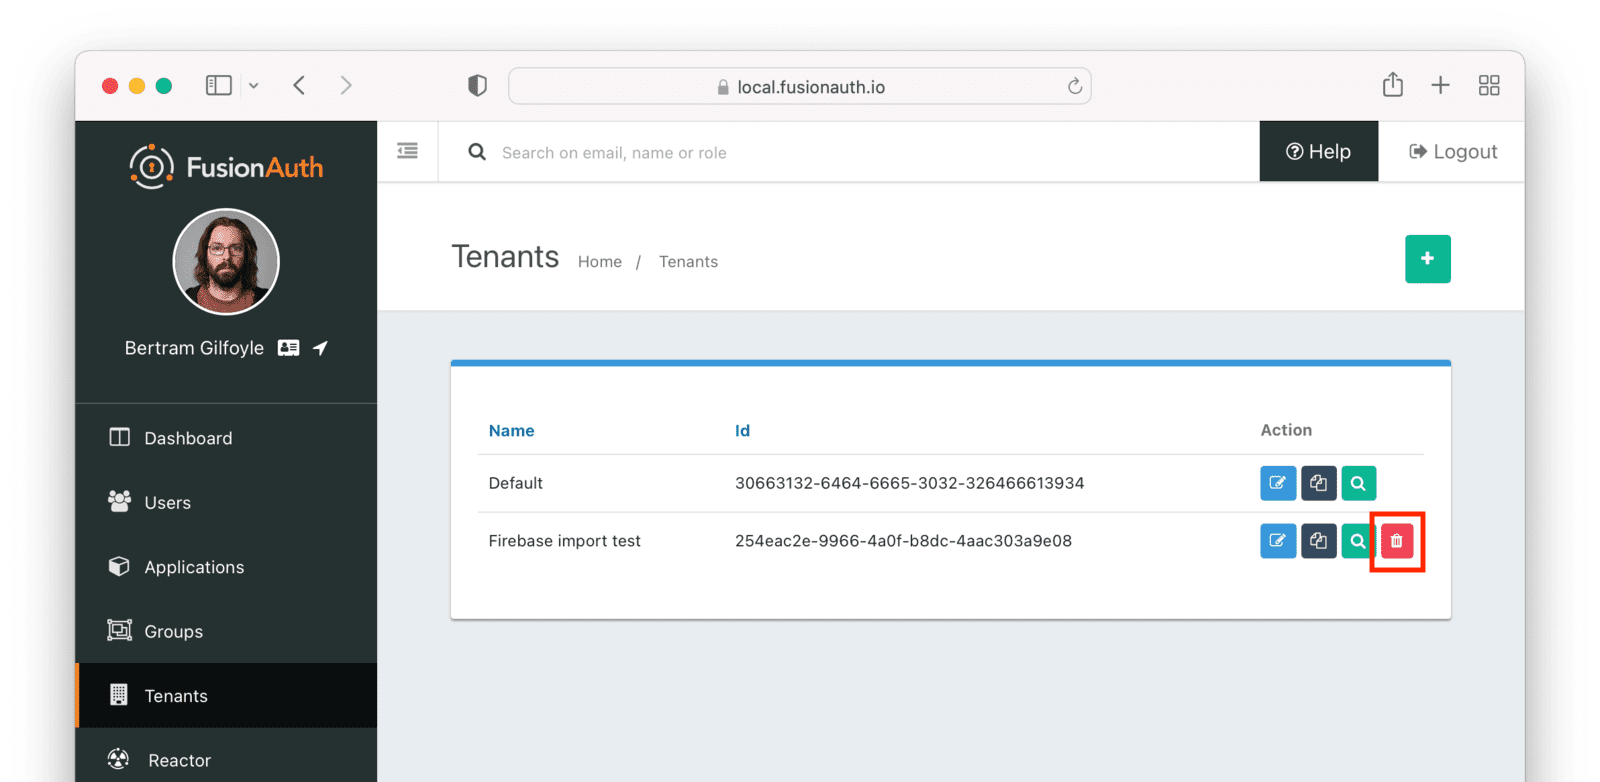 local.fusionauth.io
FusionAuth
Search on email, name or role
Help
Logout
Bertram Gilfoyle
Dashboard
Users
Applications
Groups
Tenants
Reactor
Tenants Home / Tenants
+
Name Id Action
Default 30663132-6464-6665-3032-326466613934
Firebase import test 254eac2e-9966-4a0f-b8dc-4aac303a9e08